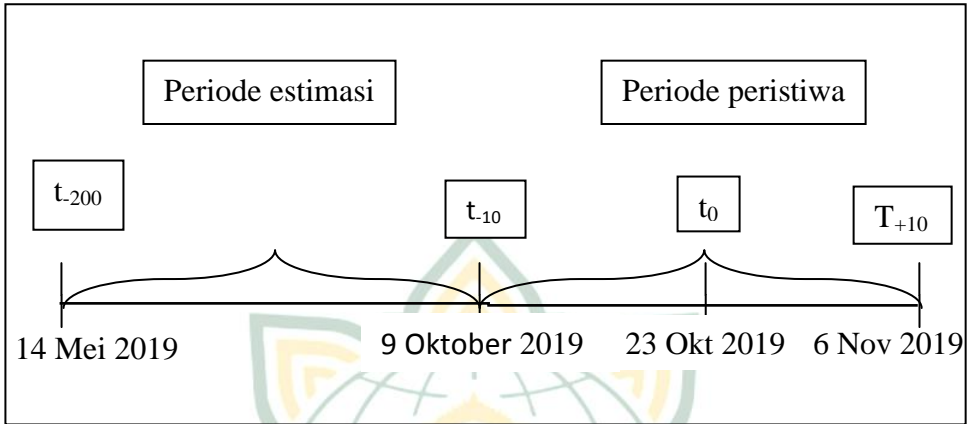 Periode estimasi
Periode peristiwa
t-200
t-10
t0
T+10
14 Mei 2019
9 Oktober 2019
23 Okt 2019
6 Nov 2019